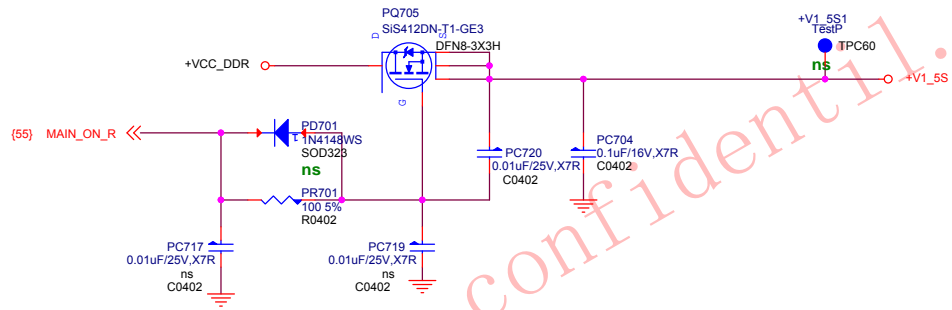 PQ705
SiS412DN-T1-GE3
DFN8-3X3H
D
S
G
+VCC_DDR
+V1_5S1
TestP
TPC60
ns
+V1_5S
{55} MAIN_ON_R
PD701
1N4148WS
SOD323
ns
PR701
100 5%
R0402
PC720
0.01uF/25V,X7R
C0402
PC704
0.1uF/16V,X7R
C0402
PC717
0.01uF/25V,X7R
ns
C0402
PC719
0.01uF/25V,X7R
ns
C0402
confidentil.